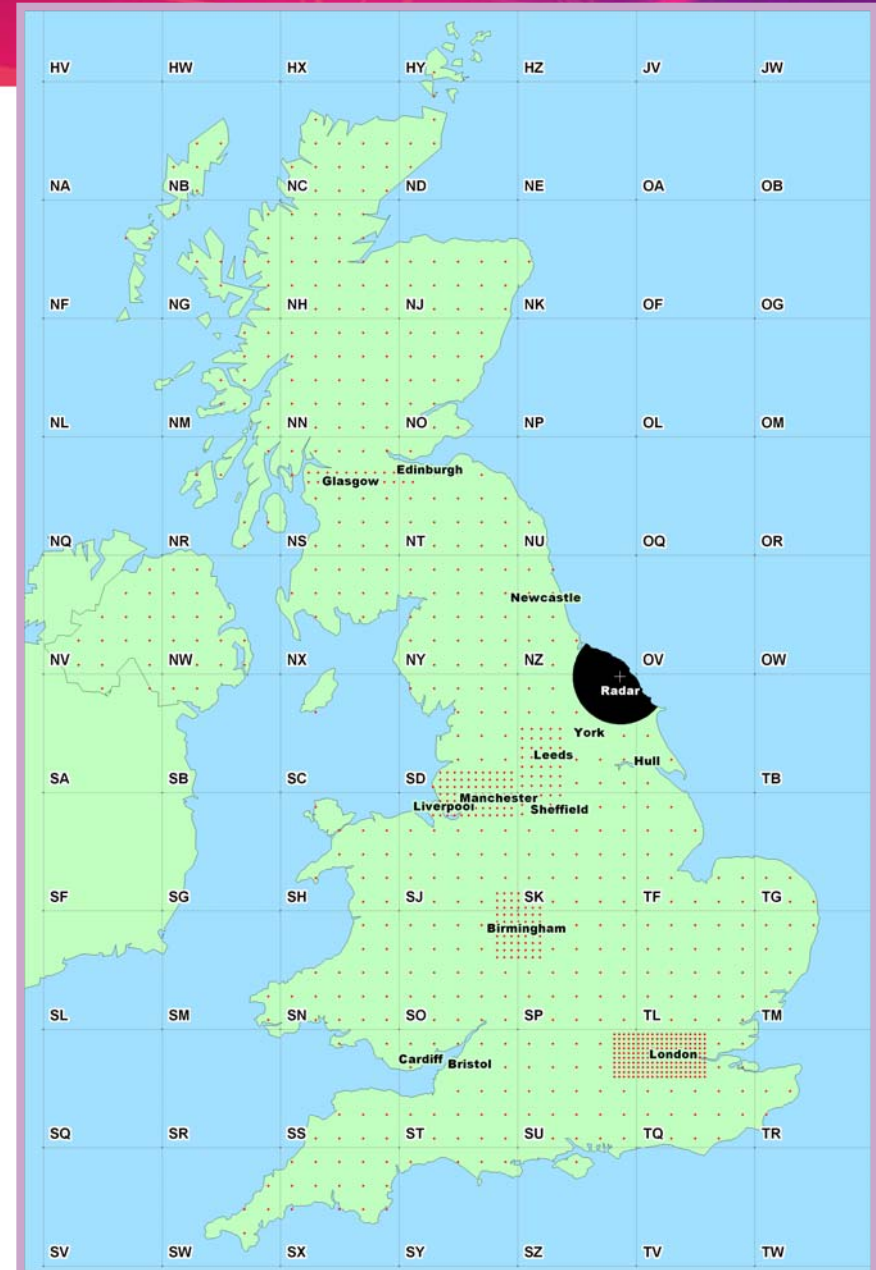 HV HW HX HY HZ JV JW
NA NB NC ND NE OA OB
NF NG NH NJ NK OF OG
NL NM NN NO NP OL OM
Edinburgh
Glasgow
NQ NR NS NT NU OQ OR
Newcastle
NV NW NX NY NZ OV OW
Radar
York
Leeds Hull
SA SB SC SD TB
Manchester
Liverpool Sheffield
SF SG SH SJ SK TF TG
Birmingham
SL SM SN SO SP TL TM
London
Cardiff Bristol
SQ SR SS ST SU TQ TR
SV SW SX SY SZ TV TW